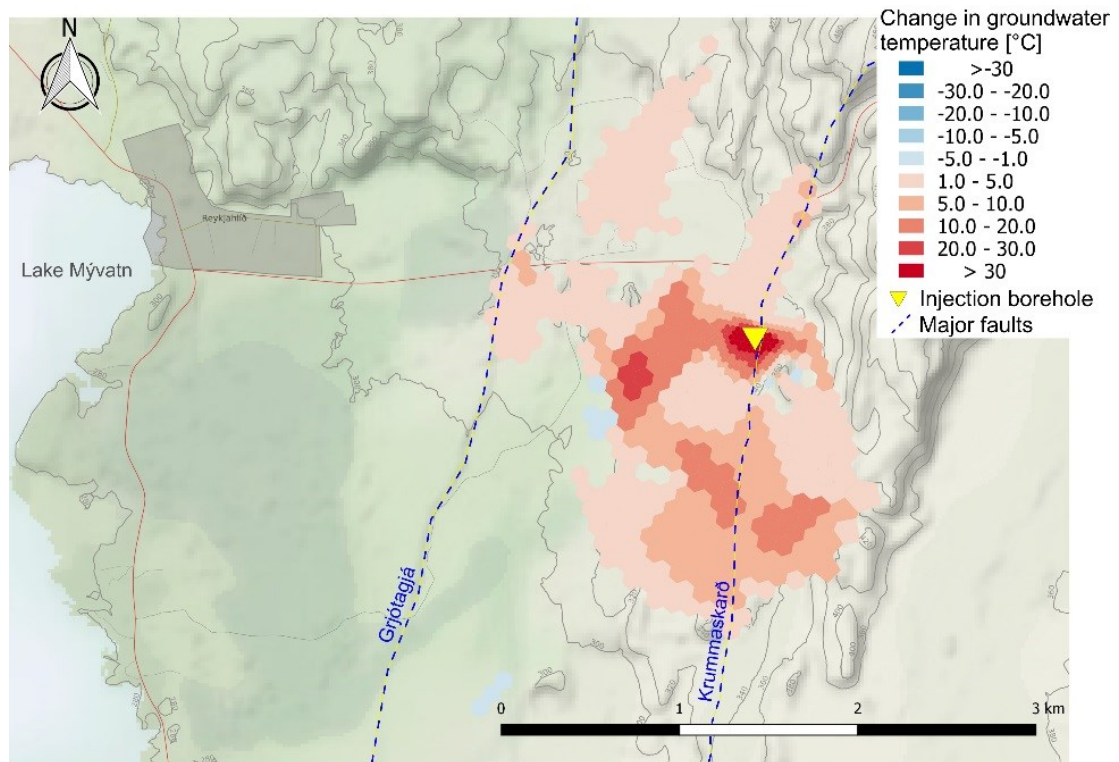 N
Reykjahlíð
Lake Mývatn
Grjótagjá
Krummaskarð
0 1 2 3 km
Change in groundwater
temperature [°C]
>-30
-30.0 - -20.0
-20.0 - -10.0
-10.0 - -5.0
-5.0 - -1.0
1.0 - 5.0
5.0 - 10.0
10.0 - 20.0
20.0 - 30.0
> 30
Injection borehole
Major faults